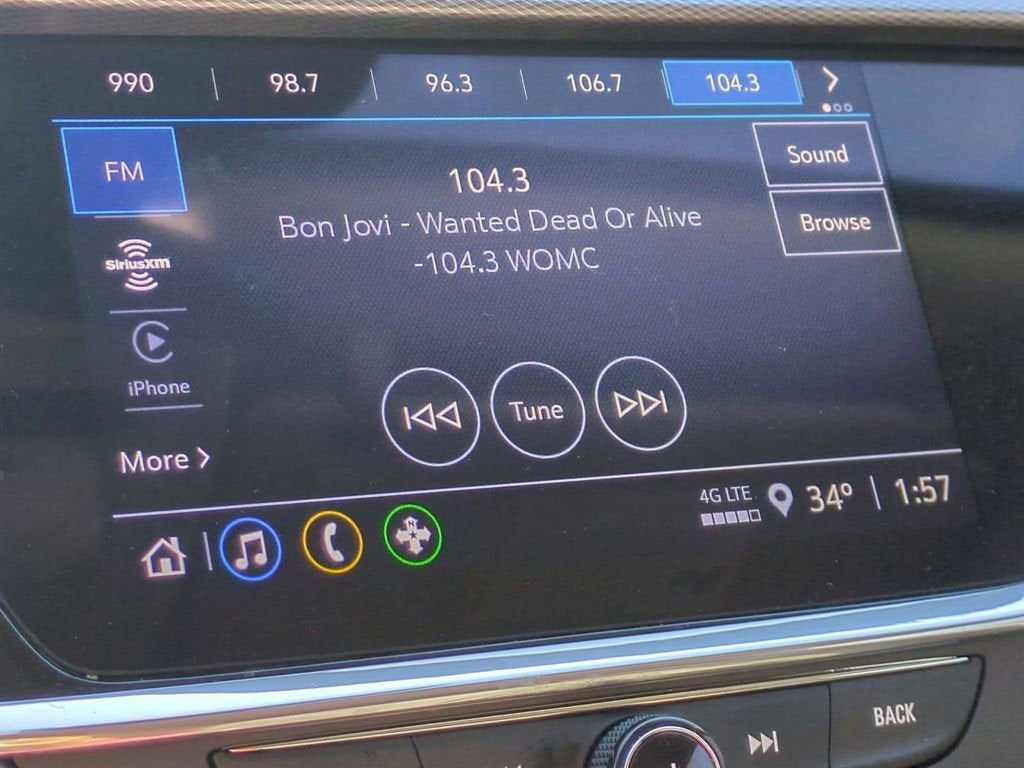 990 98.7 96.3 106.7 104.3
FM
SiriusXM
iPhone
More
104.3
Bon Jovi - Wanted Dead Or Alive
-104.3 WOMC
Sound
Browse
Tune
N
4G LTE
34°
1:57
BACK